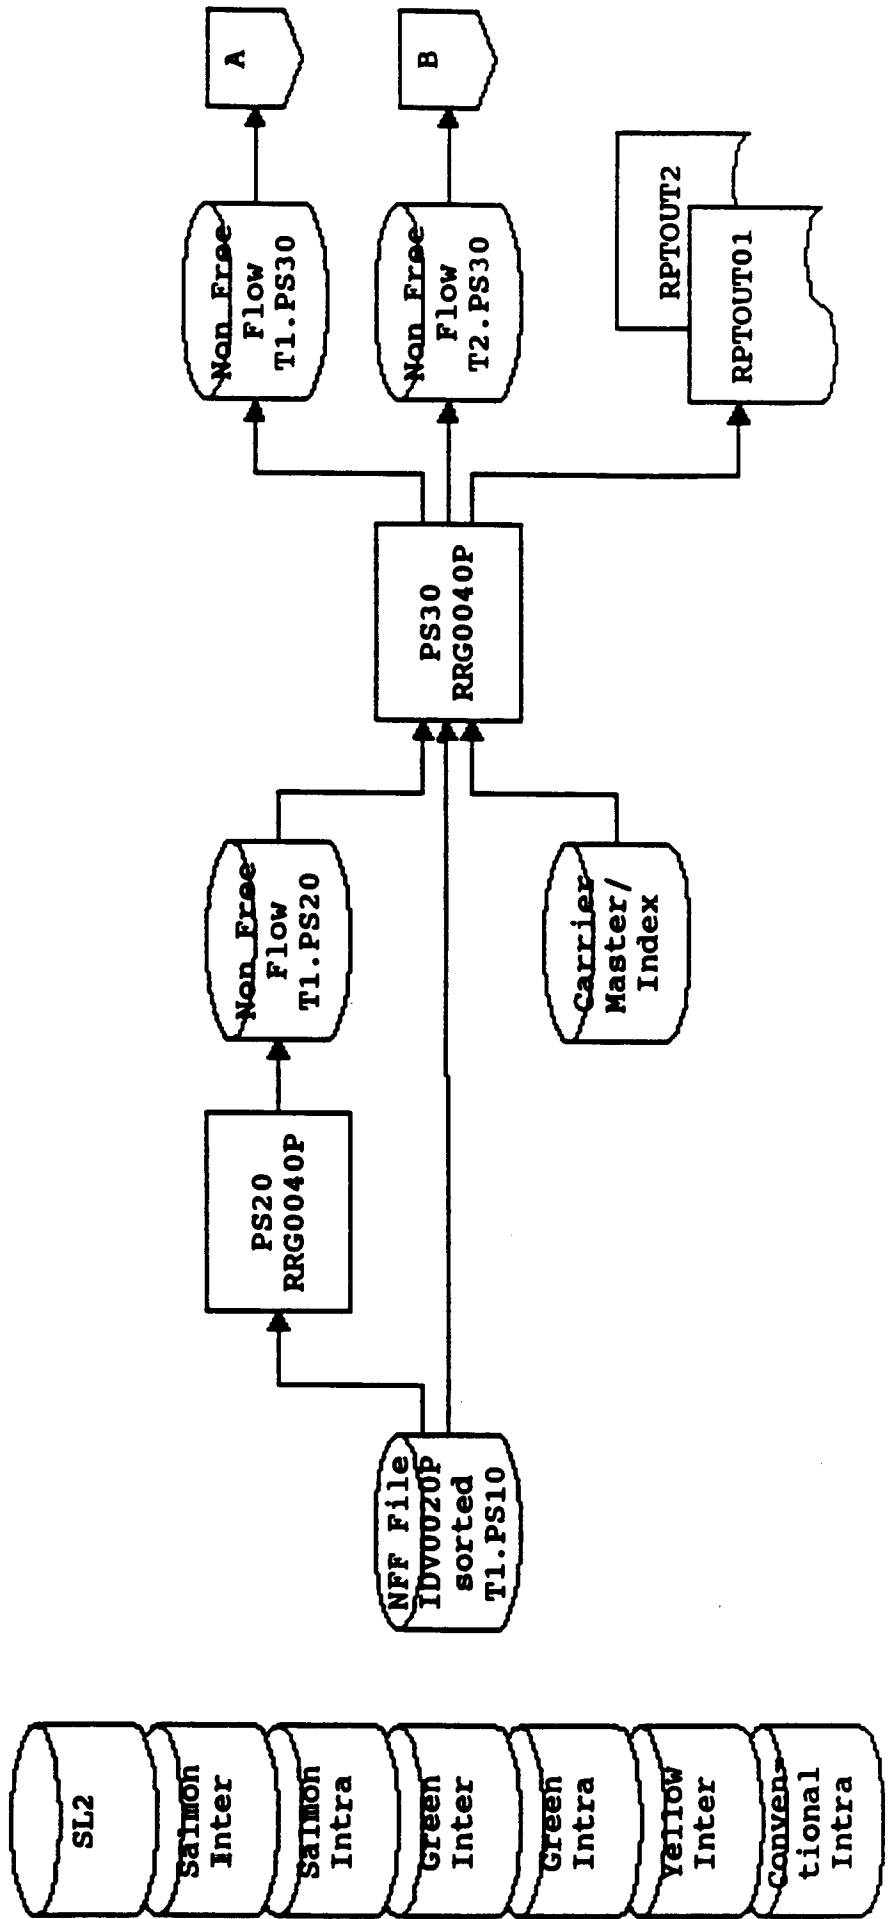 SL2
Salmon
Inter
Salmon
Intra
Green
Inter
Green
Intra
Yellow
Inter
Conven-
tional
Intra
NFF File
IDV0020P
sorted
T1.PS10
PS20
RRG0040P
Non Free
Flow
T1.PS20
Carrier
Master/
Index
PS30
RRG0040P
Non Free
Flow
T1.PS30
Non Free
Flow
T2.PS30
RPTOUT2
RPTOUT01
A
B